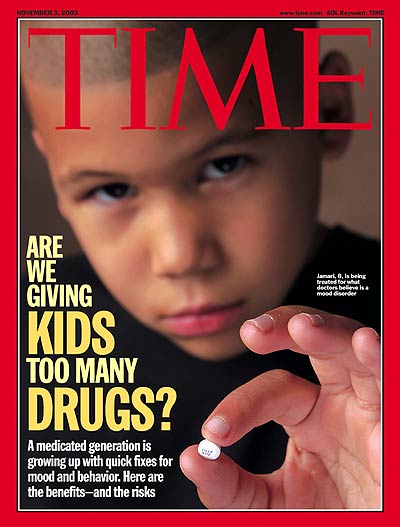 NOVEMBER 3, 2003 www.time.com AOL Keyword: TIME
TIME
ARE
WE
GIVING
KIDS
TOO MANY
DRUGS?
A medicated generation is
growing up with quick fixes for
mood and behavior. Here are
the benefits—and the risks
Jamari, 8, is being
treated for what
doctors believe is a
mood disorder